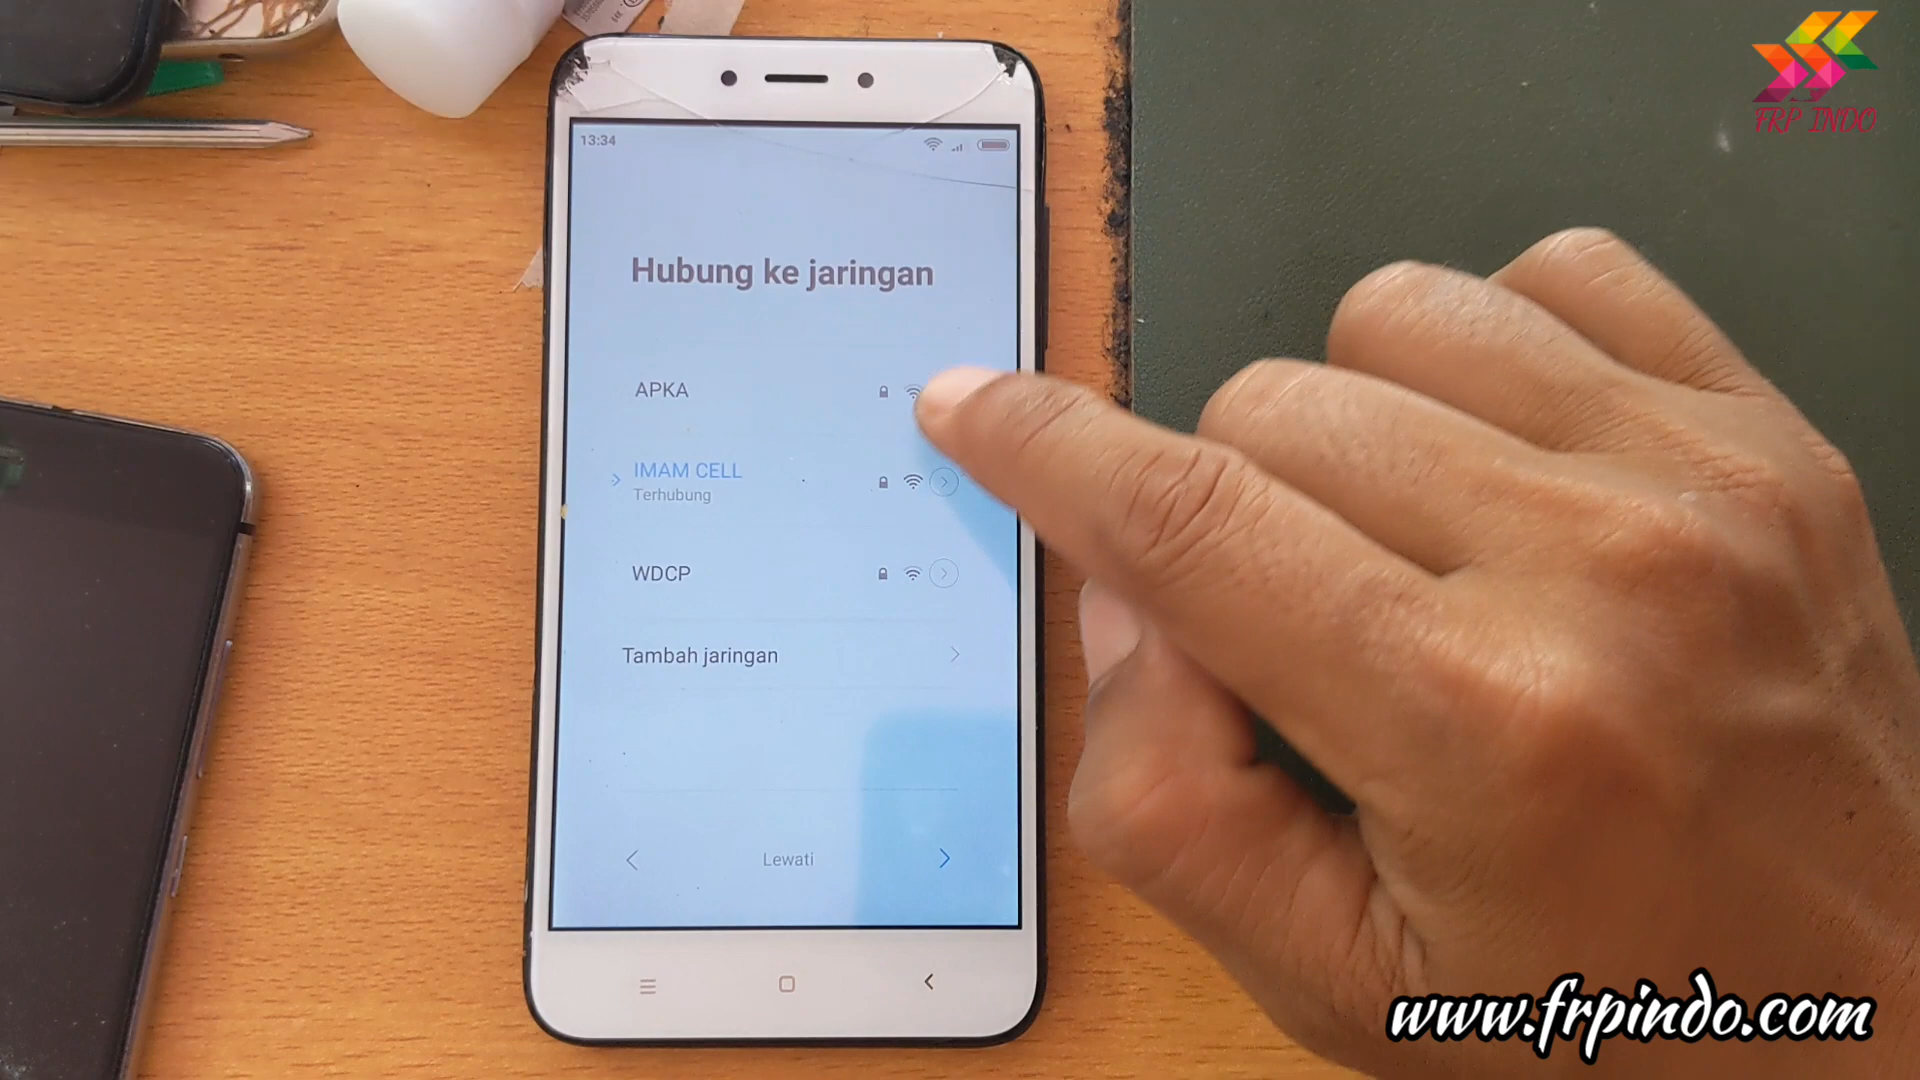 FRP INDO
13:34
Hubung ke jaringan
APKA
IMAM CELL
Terhubung
WDCP
Tambah jaringan
Lewati
www.frpindo.com